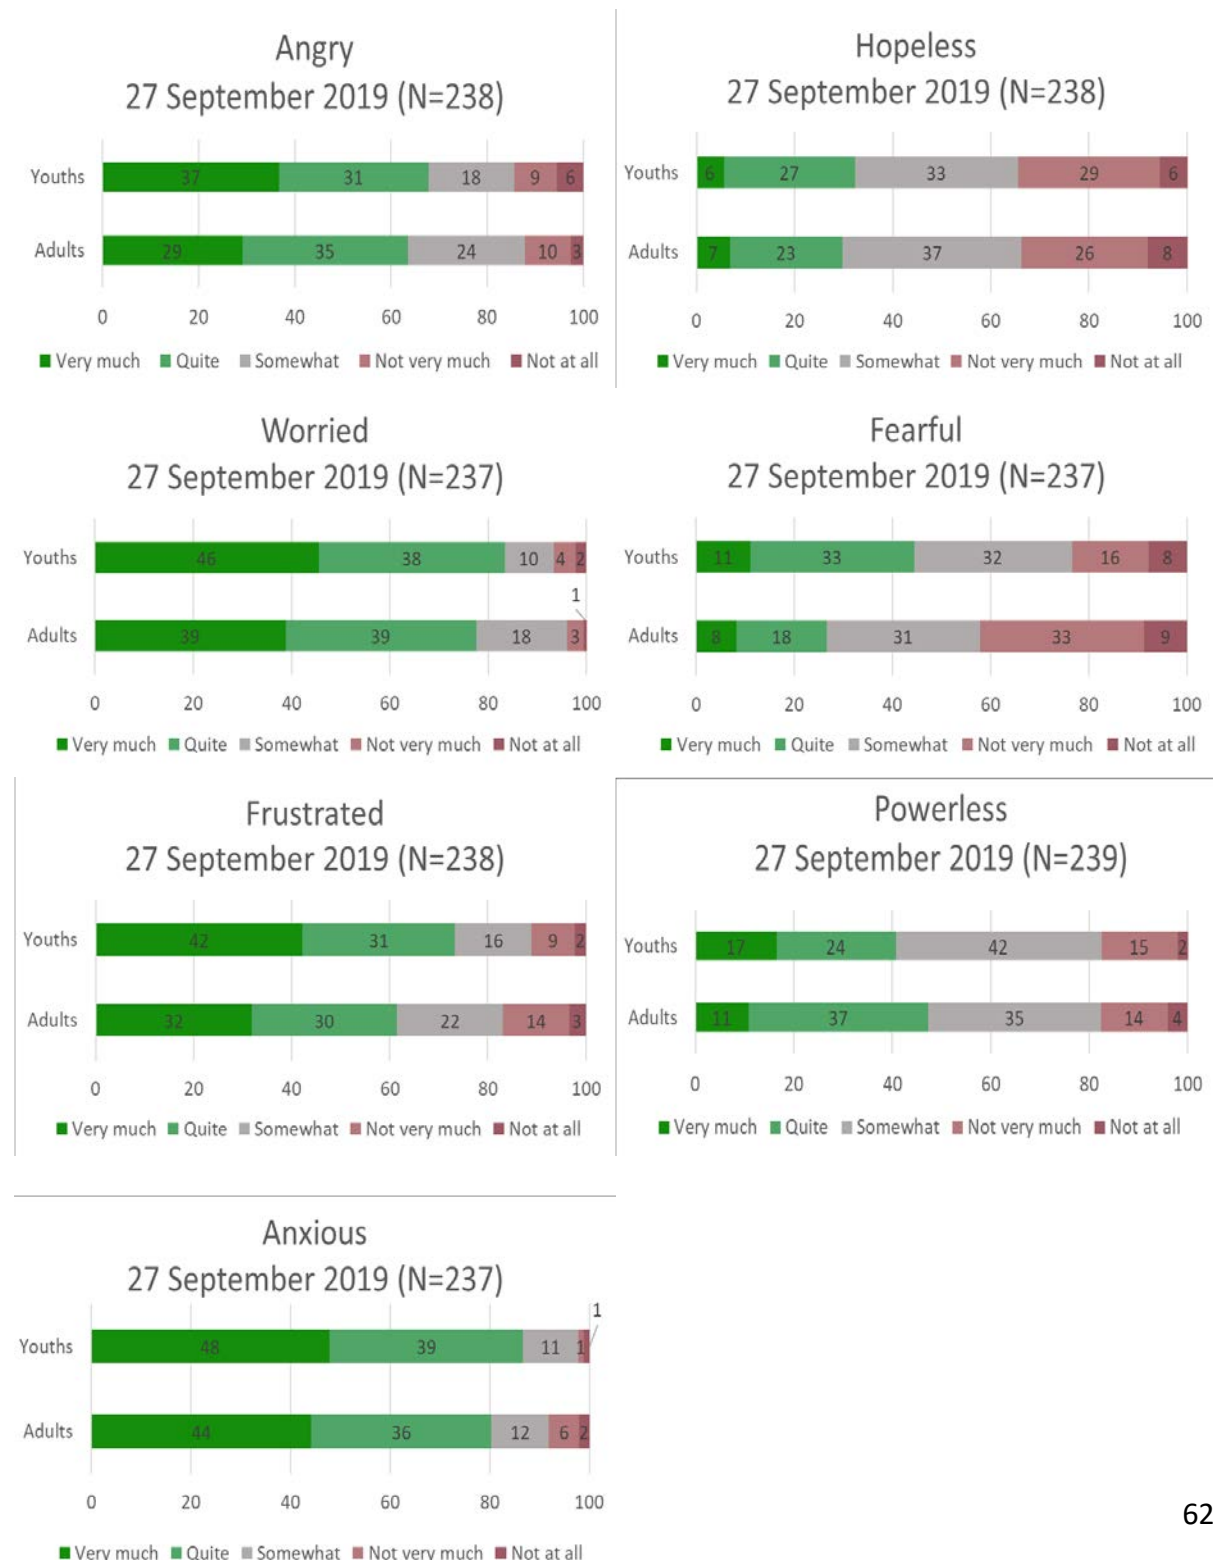 Angry
27 September 2019 (N=238)
Youths 37 31 18 9 6
Adults 29 35 24 10 3
0 20 40 60 80 100
Very much Quite Somewhat Not very much Not at all
Hopeless
27 September 2019 (N=238)
Youths 6 27 33 29 6
Adults 7 23 37 26 8
0 20 40 60 80 100
Very much Quite Somewhat Not very much Not at all
Worried
27 September 2019 (N=237)
Youths 46 38 10 4 2
1
Adults 39 39 18 3
0 20 40 60 80 100
Very much Quite Somewhat Not very much Not at all
Fearful
27 September 2019 (N=237)
Youths 11 33 32 16 8
Adults 8 18 31 33 9
0 20 40 60 80 100
Very much Quite Somewhat Not very much Not at all
Frustrated
27 September 2019 (N=238)
Youths 42 31 16 9 2
Adults 32 30 22 14 3
0 20 40 60 80 100
Very much Quite Somewhat Not very much Not at all
Powerless
27 September 2019 (N=239)
Youths 17 24 42 15 2
Adults 11 37 35 14 4
0 20 40 60 80 100
Very much Quite Somewhat Not very much Not at all
Anxious
27 September 2019 (N=237)
1
Youths 48 39 11 1
Adults 44 36 12 6 2
0 20 40 60 80 100
Very much Quite Somewhat Not very much Not at all
62